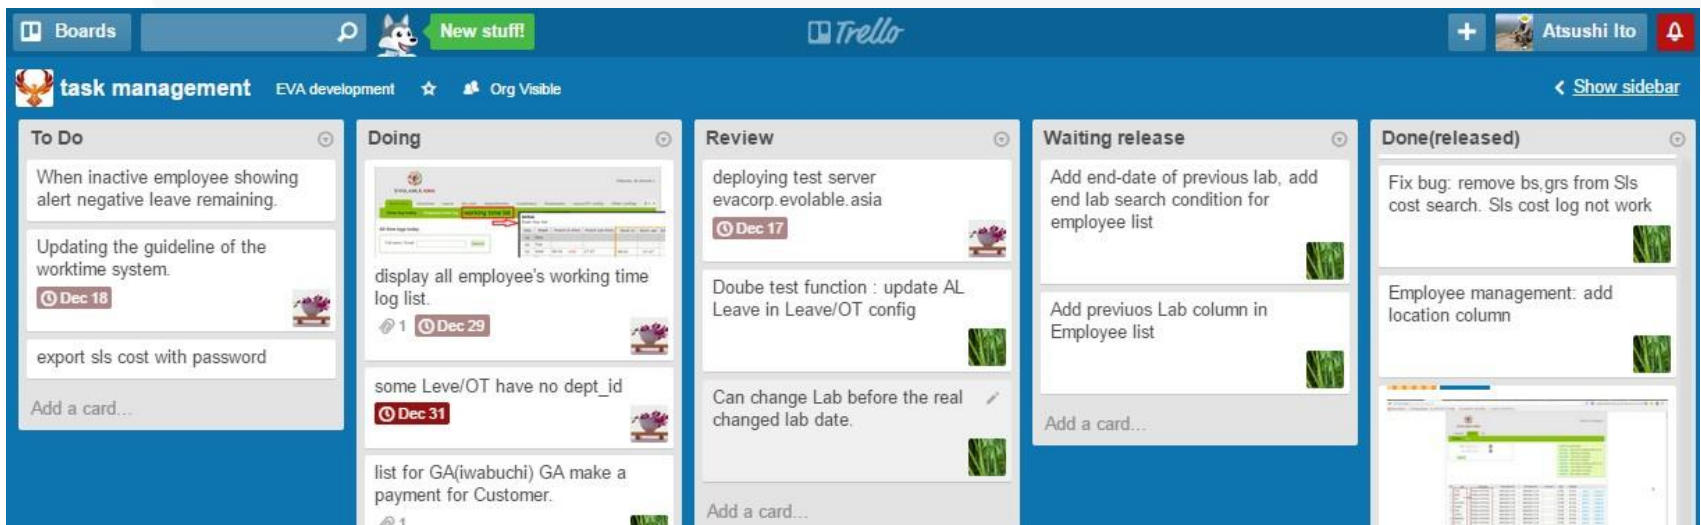 Boards
New stuff!
Trello
Atsushi Ito
task management
EVA development
Org Visible
Show sidebar
To Do
When inactive employee showing
alert negative leave remaining.
Updating the guideline of the
worktime system.
Dec 18
export sls cost with password
Add a card...
Doing
working time list
display all employee's working time
log list.
1
Dec 29
some Leve/OT have no dept_id
Dec 31
list for GA(iwabuchi) GA make a
payment for Customer.
1
Review
deploying test server
evacorp.evolable.asia
Dec 17
Doube test function : update AL
Leave in Leave/OT config
Can change Lab before the real
changed lab date.
Add a card...
Waiting release
Add end-date of previous lab, add
end lab search condition for
employee list
Add previuos Lab column in
Employee list
Add a card...
Done(released)
Fix bug: remove bs,grs from Sls
cost search. Sls cost log not work
Employee management: add
location column